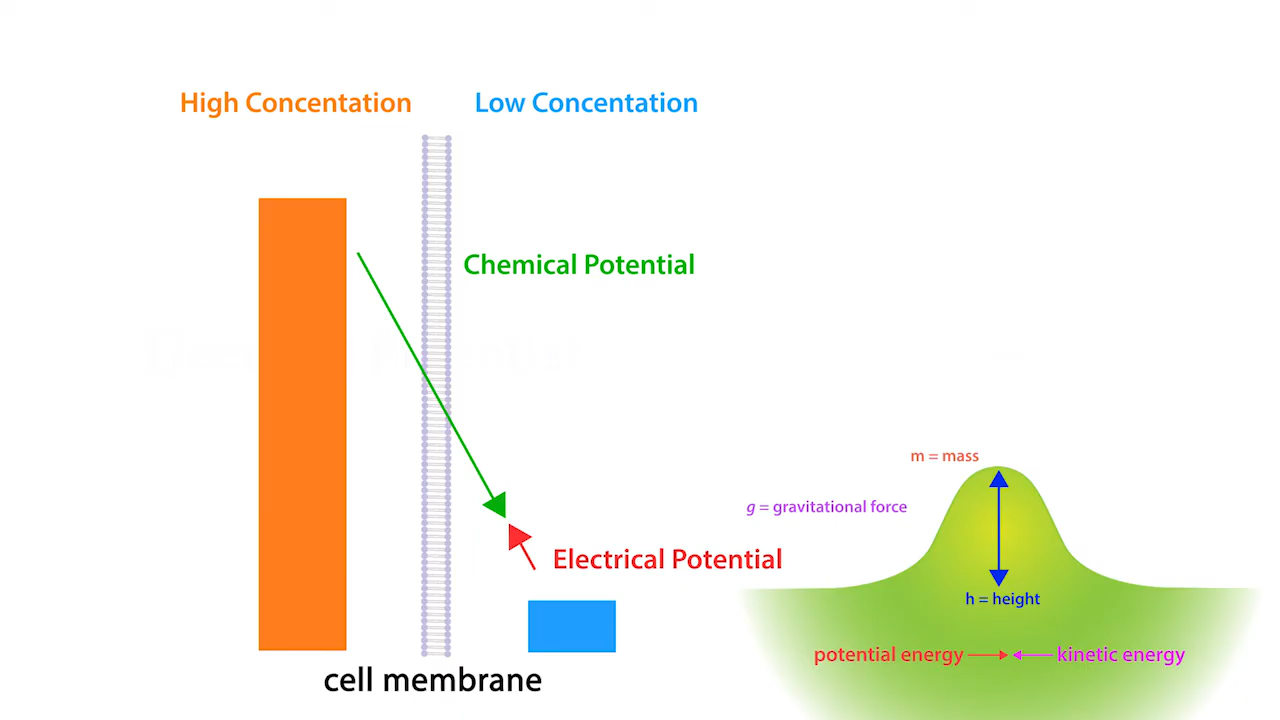 High Concentation
Low Concentation
Chemical Potential
Electrical Potential
cell membrane
m = mass
g = gravitational force
h = height
potential energy
kinetic energy